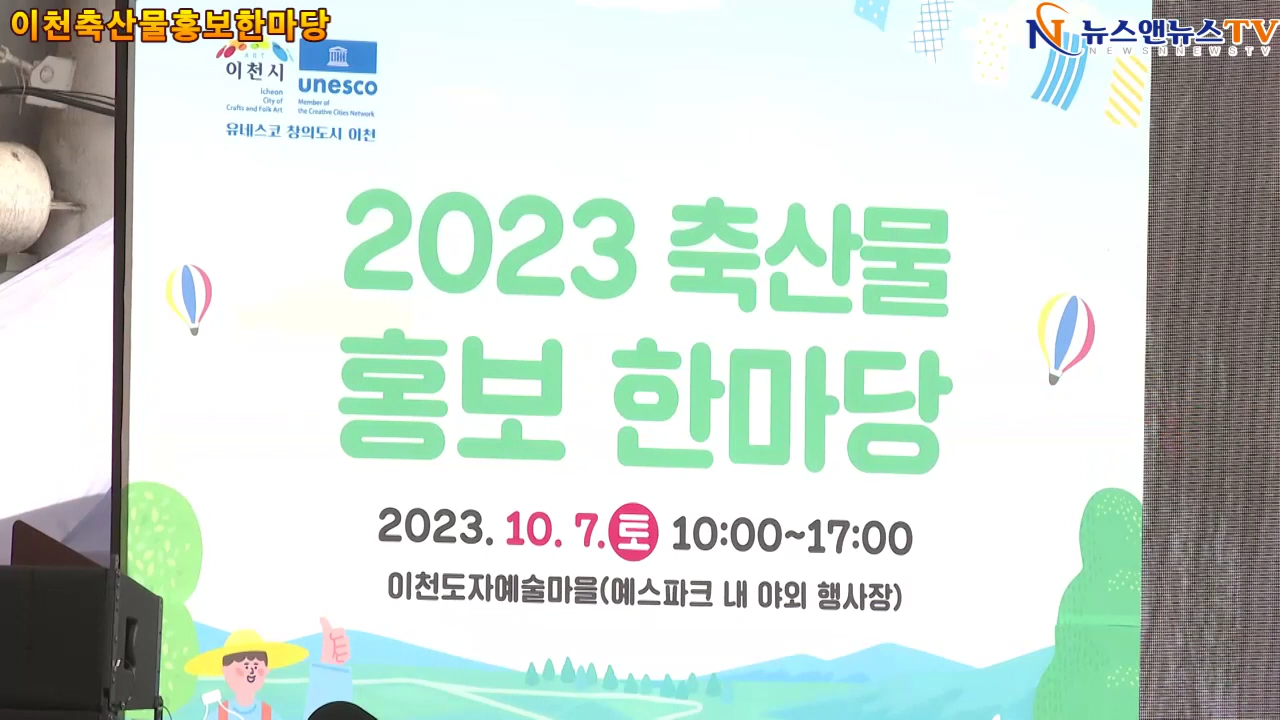 이천축산물홍보한마당
뉴스앤뉴스TV
NEWSNNEWSTV
ART
이천시
Icheon
City of
Crafts and Folk Art
unesco
Member of
the Creative Cities Network
유네스코 창의도시 이천
2023 축산물
홍보 한마당
2023. 10. 7.토 10:00~17:00
이천도자예술마을(예스파크 내 야외 행사장)